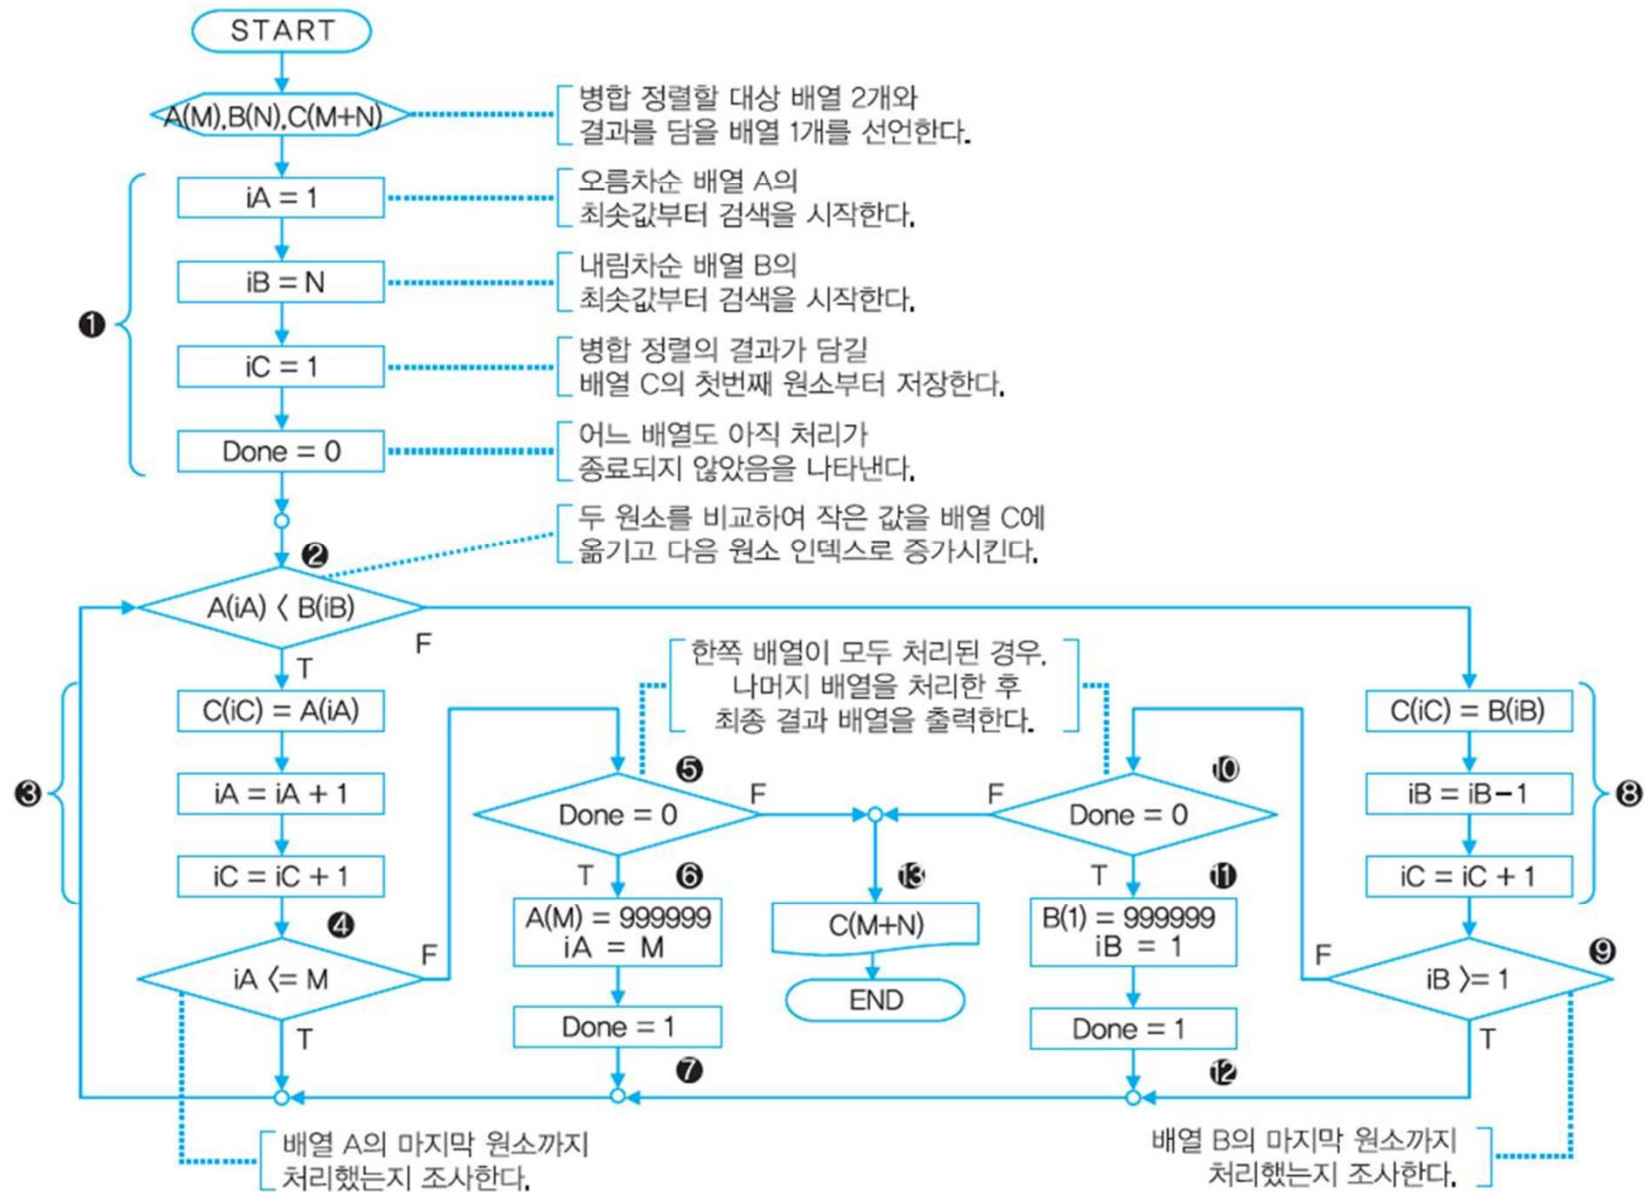 START
A(M),B(N),C(M+N)
병합 정렬할 대상 배열 2개와
결과를 담을 배열 1개를 선언한다.
❶
iA = 1
오름차순 배열 A의
최솟값부터 검색을 시작한다.
iB = N
내림차순 배열 B의
최솟값부터 검색을 시작한다.
iC = 1
병합 정렬의 결과가 담길
배열 C의 첫번째 원소부터 저장한다.
Done = 0
어느 배열도 아직 처리가
종료되지 않았음을 나타낸다.
❷
두 원소를 비교하여 작은 값을 배열 C에
옮기고 다음 원소 인덱스로 증가시킨다.
A(iA) < B(iB)
F
T
❸
C(iC) = A(iA)
iA = iA + 1
iC = iC + 1
❹
iA <= M
F
T
배열 A의 마지막 원소까지
처리했는지 조사한다.
한쪽 배열이 모두 처리된 경우,
나머지 배열을 처리한 후
최종 결과 배열을 출력한다.
❺
Done = 0
F
T
❻
A(M) = 999999
iA = M
Done = 1
❼
⓭
C(M+N)
END
❿
Done = 0
F
T
⓫
B(1) = 999999
iB = 1
Done = 1
⓬
❽
C(iC) = B(iB)
iB = iB-1
iC = iC + 1
❾
iB >= 1
F
T
배열 B의 마지막 원소까지
처리했는지 조사한다.